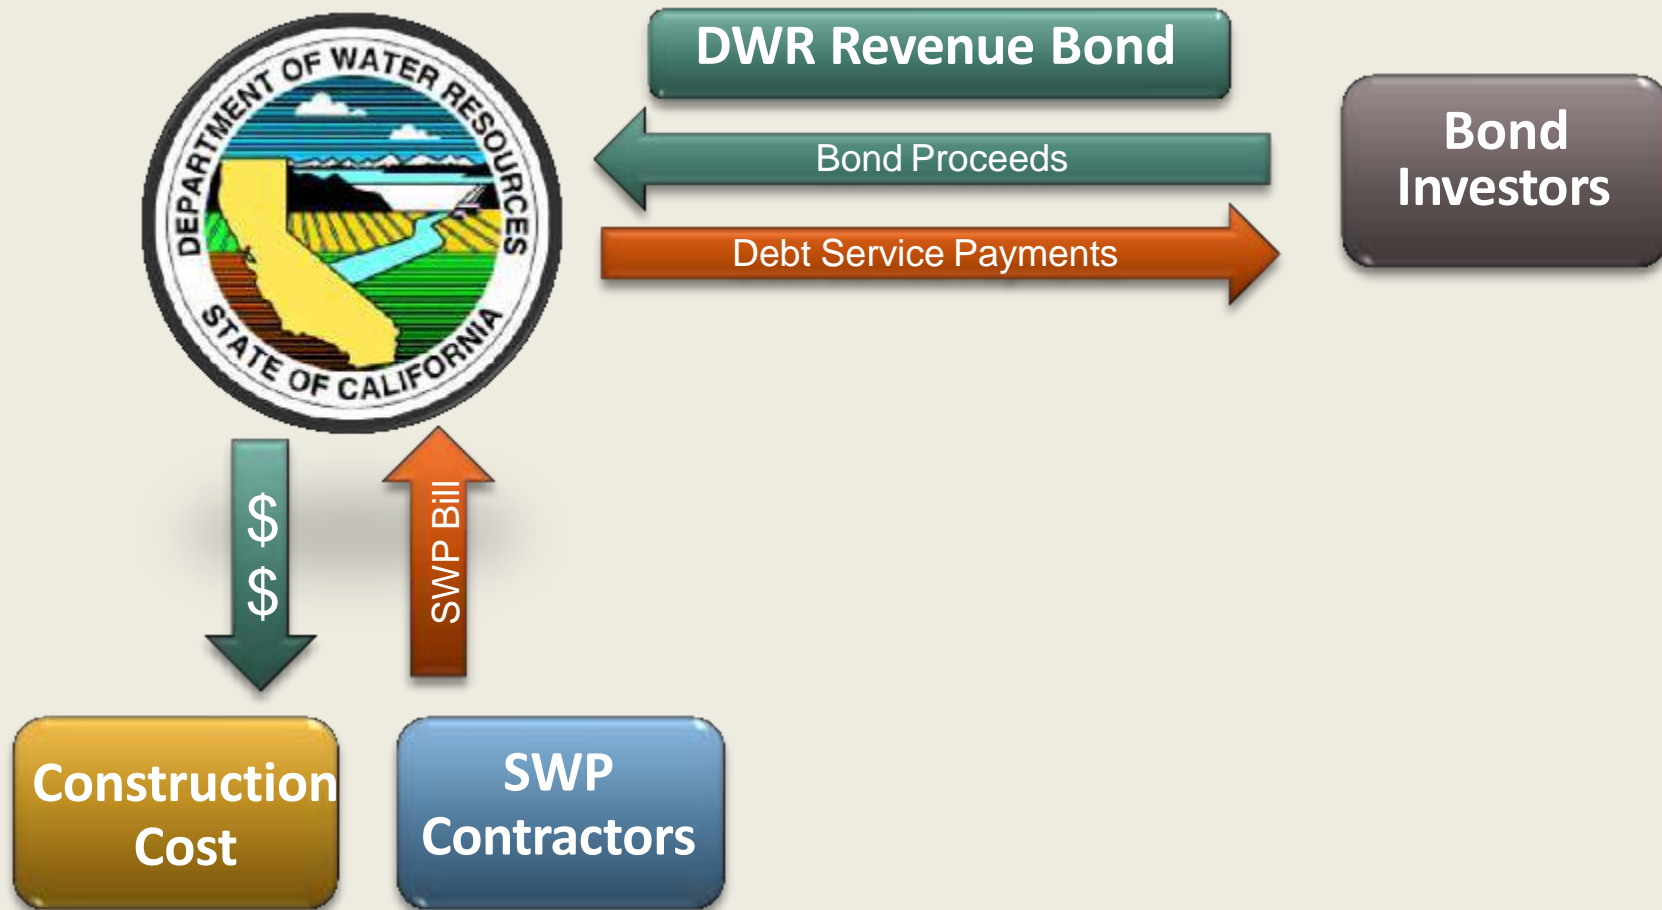 DEPARTMENT OF WATER RESOURCES
STATE OF CALIFORNIA
DWR Revenue Bond
Bond Proceeds
Debt Service Payments
Bond
Investors
$
$
SWP Bill
Construction
Cost
SWP
Contractors